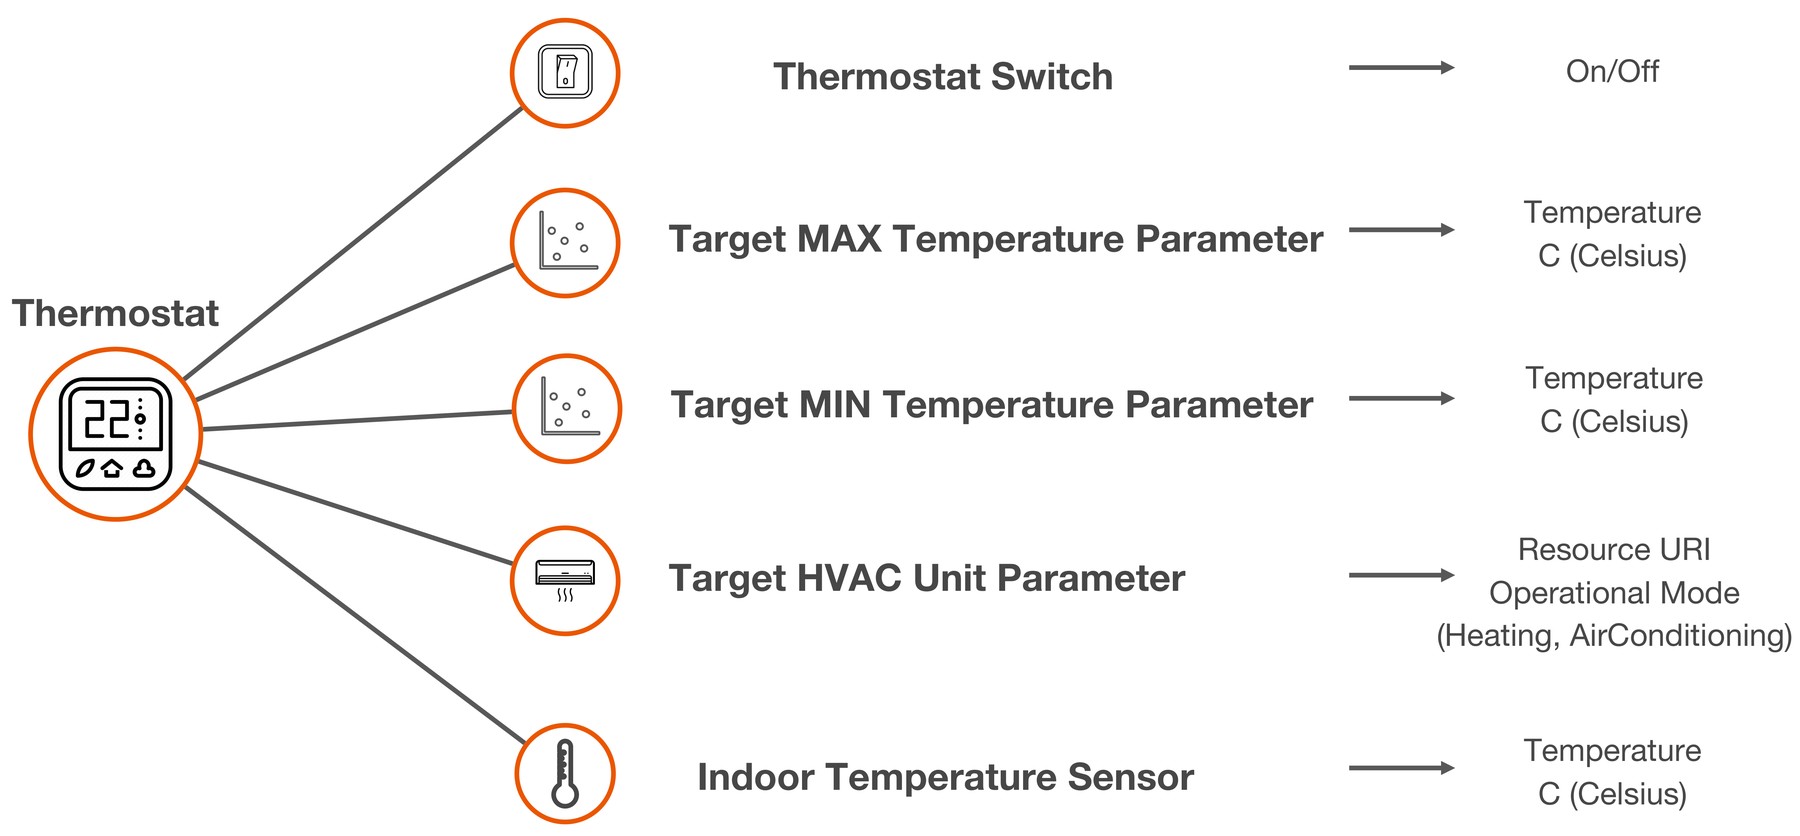 Thermostat Switch
On/Off
Target MAX Temperature Parameter
Temperature
C (Celsius)
Thermostat
22
Target MIN Temperature Parameter
Temperature
C (Celsius)
Target HVAC Unit Parameter
Resource URI
Operational Mode
(Heating, AirConditioning)
Indoor Temperature Sensor
Temperature
C (Celsius)